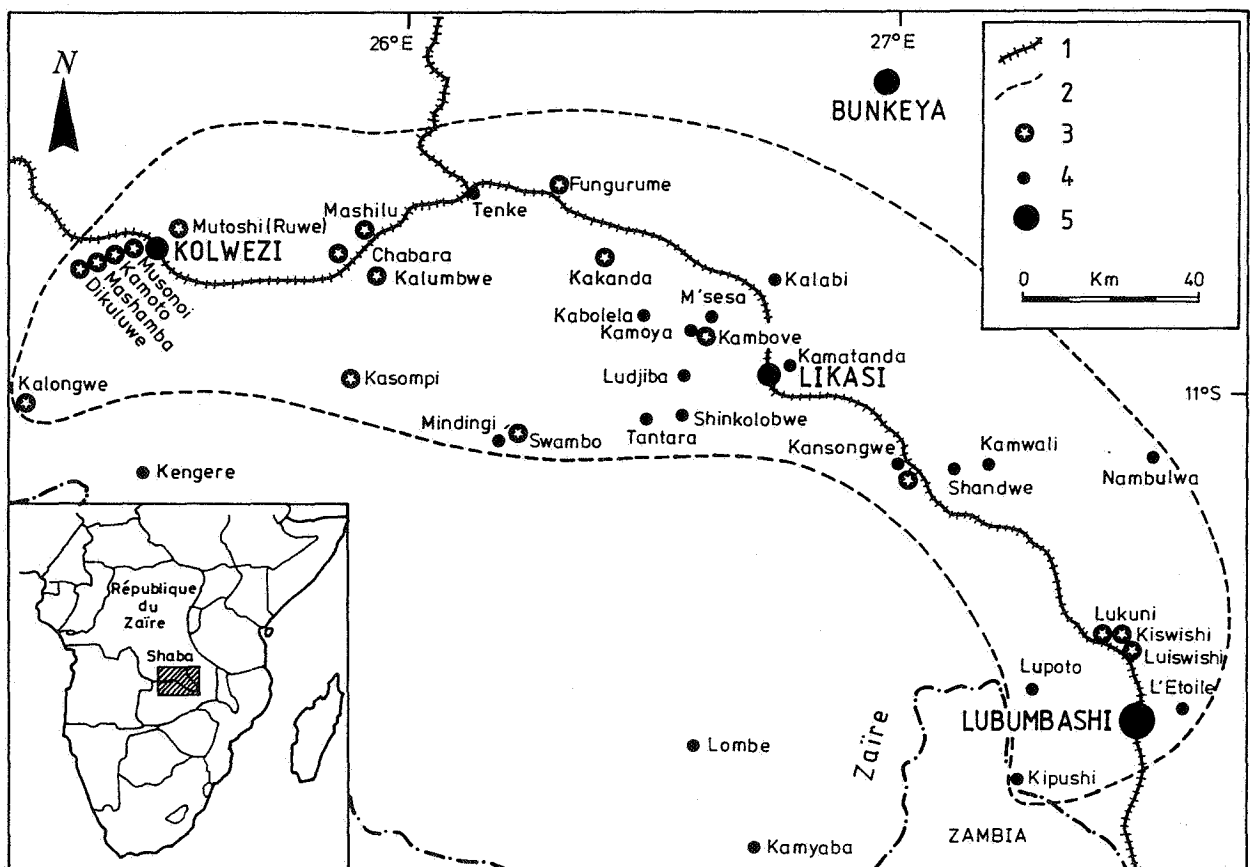 26°E
27°E
N
BUNKEYA
1
2
3
4
5
0 Km 40
Fungurume
Tenke
Mashilu
Mutoshi (Ruwe)
KOLWEZI
Chabara
Kalumbwe
Musonoi
Kamoto
Mashamba
Dikuluwe
Kakanda
Kalabi
M'sesa
Kabolela
Kamoya
Kambove
Kamatanda
LIKASI
Ludjiba
Kalongwe
Kasompi
11°S
Mindingi
Swambo
Tantara
Shinkolobwe
Kansongwe
Kamwali
Shandwe
Nambulwa
Kengere
République
du
Zaïre
Shaba
Lukuni
Kiswishi
Luiswishi
Lupoto
L'Etoile
LUBUMBASHI
Zaïre
Lombe
Kipushi
ZAMBIA
Kamyaba